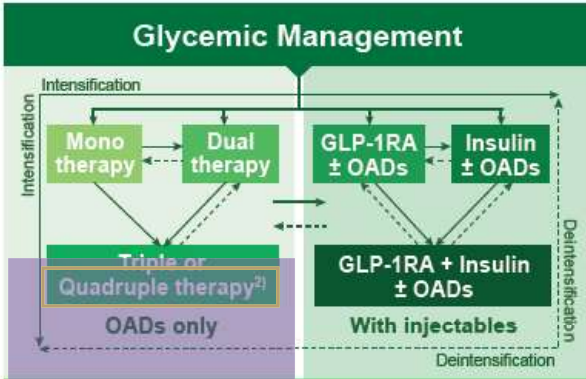 Glycemic Management
Intensification
Intensification
Mono
therapy
Dual
therapy
GLP-1RA
± OADs
Insulin
± OADs
Triple or
Quadruple therapy²⁾
OADs only
GLP-1RA + Insulin
± OADs
With injectables
Deintensification
Deintensification